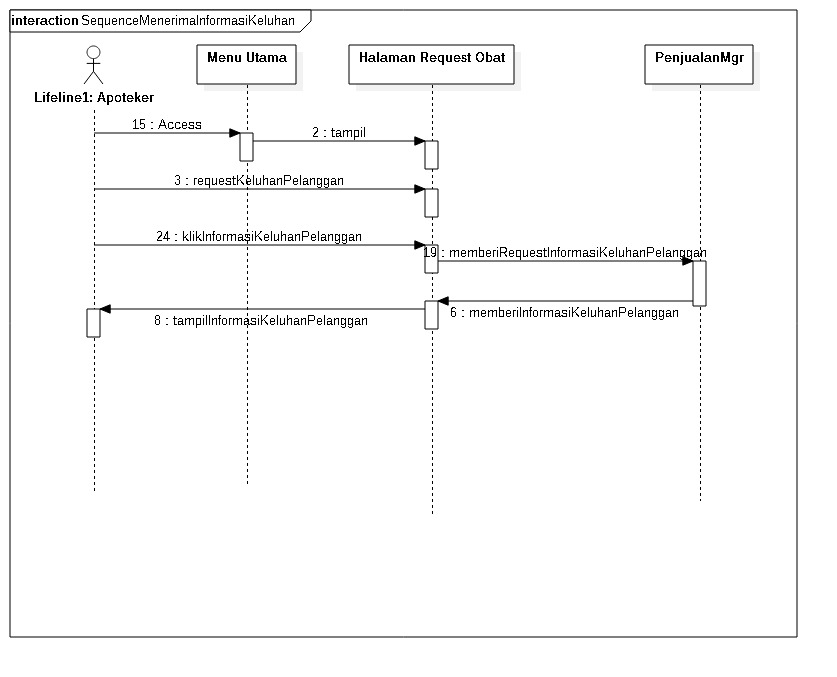 interaction SequenceMenerimaInformasiKeluhan
Menu Utama
Halaman Request Obat
PenjualanMgr
Lifeline1: Apoteker
15 : Access
2 : tampil
3 : requestKeluhanPelanggan
24 : klikInformasiKeluhanPelanggan
19 : memberiRequestInformasiKeluhanPelanggan
6 : memberiInformasiKeluhanPelanggan
8 : tampilInformasiKeluhanPelanggan